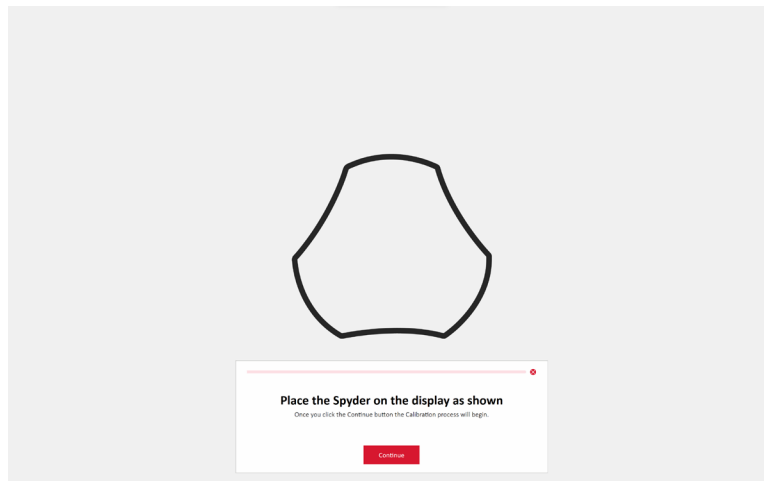 Place the Spyder on the display as shown
Once you click the Continue button the Calibration process will begin.
Continue